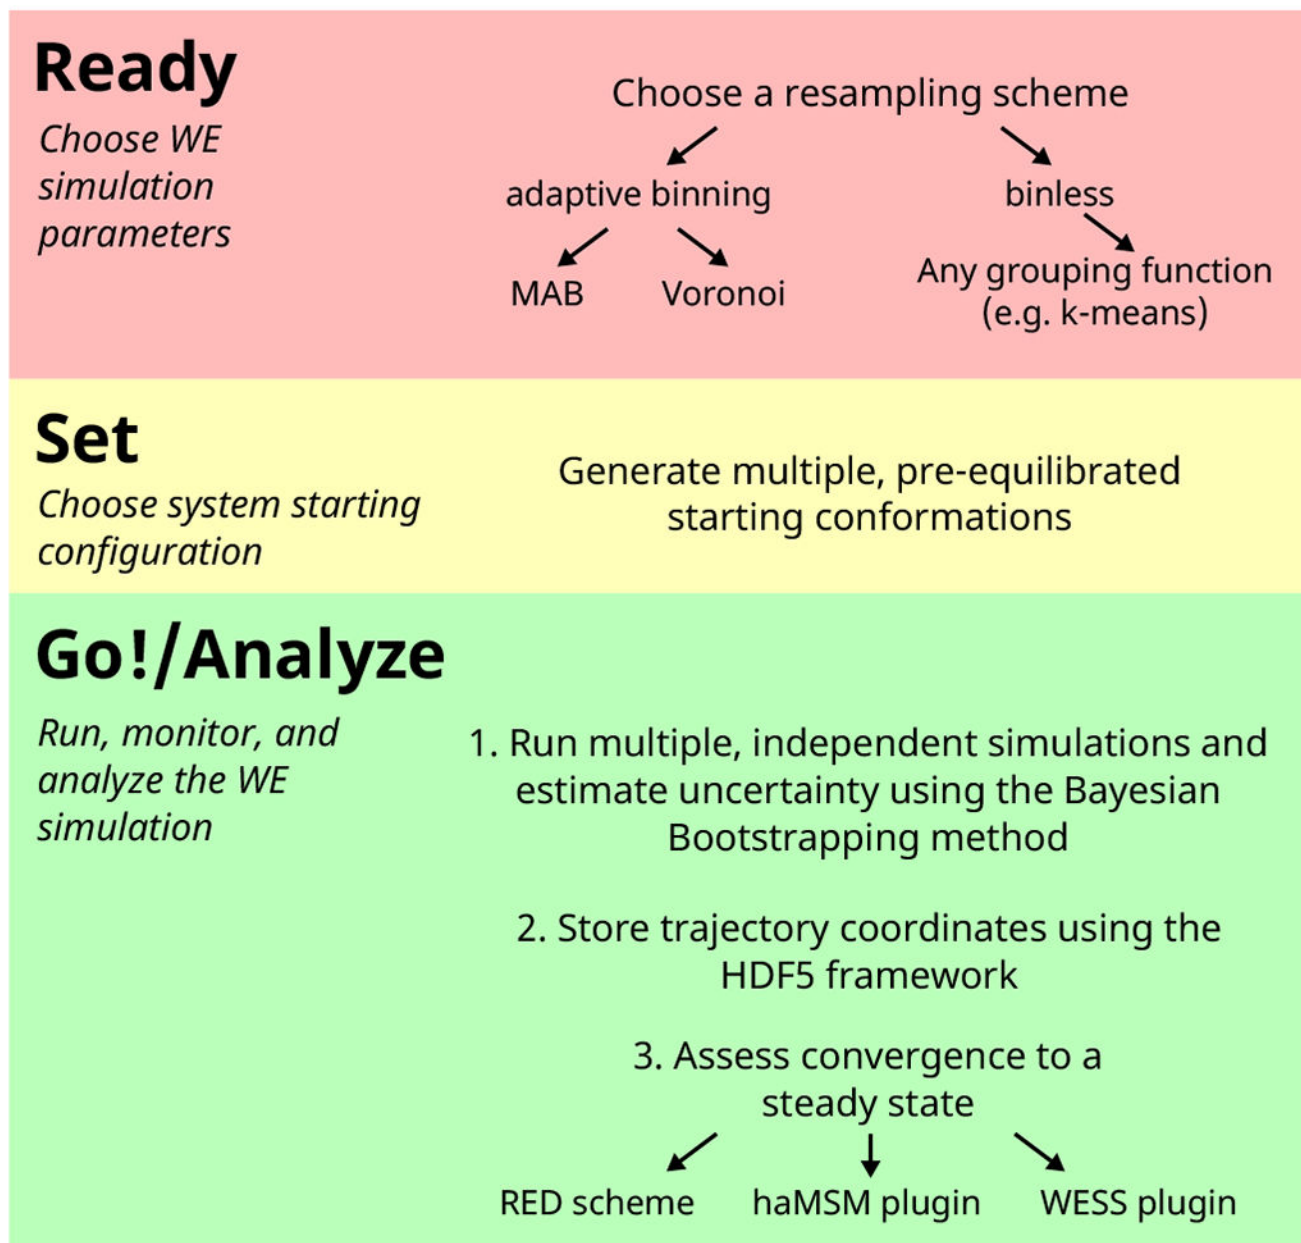 Ready
Choose WE
simulation
parameters
Choose a resampling scheme
adaptive binning
binless
MAB
Voronoi
Any grouping function
(e.g. k-means)
Set
Choose system starting
configuration
Generate multiple, pre-equilibrated
starting conformations
Go!/Analyze
Run, monitor, and
analyze the WE
simulation
1. Run multiple, independent simulations and
estimate uncertainty using the Bayesian
Bootstrapping method
2. Store trajectory coordinates using the
HDF5 framework
3. Assess convergence to a
steady state
RED scheme
haMSM plugin
WESS plugin